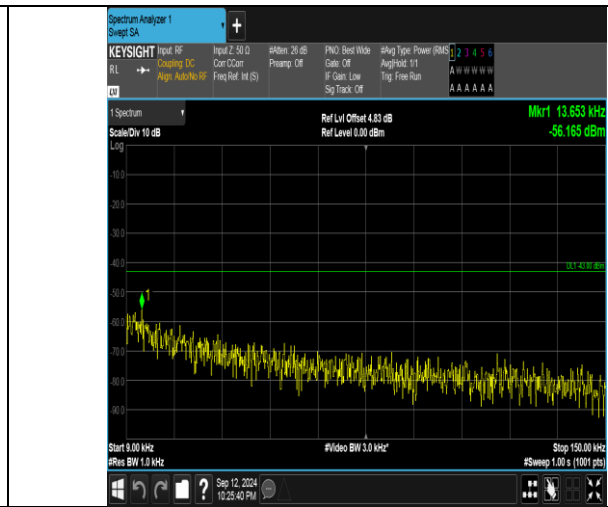 Spectrum Analyzer 1
Swept SA
+
KEYSIGHT Input: RF Input Z: 50 Ω #Atten: 26 dB PNO: Best Wide #Avg Type: Power (RMS 1 2 3 4 5 6
RL Coupling: DC Corr CCorr Preamp: Off Gate: Off Avg|Hold: 1/1 A W W W W W
Align: Auto/No RF Freq Ref: Int (S) IF Gain: Low Trig: Free Run
Sig Track: Off A A A A A A
1 Spectrum
Scale/Div 10 dB
Ref Lvl Offset 4.83 dB
Ref Level 0.00 dBm
Mkr1 13.653 kHz
-56.165 dBm
Log
-10.0
-20.0
-30.0
-40.0
DL1 -43.00 dBm
1
-50.0
-60.0
-70.0
-80.0
-90.0
Start 9.00 kHz #Video BW 3.0 kHz* Stop 150.00 kHz
#Res BW 1.0 kHz #Sweep 1.00 s (1001 pts)
? Sep 12, 2024
10:25:40 PM